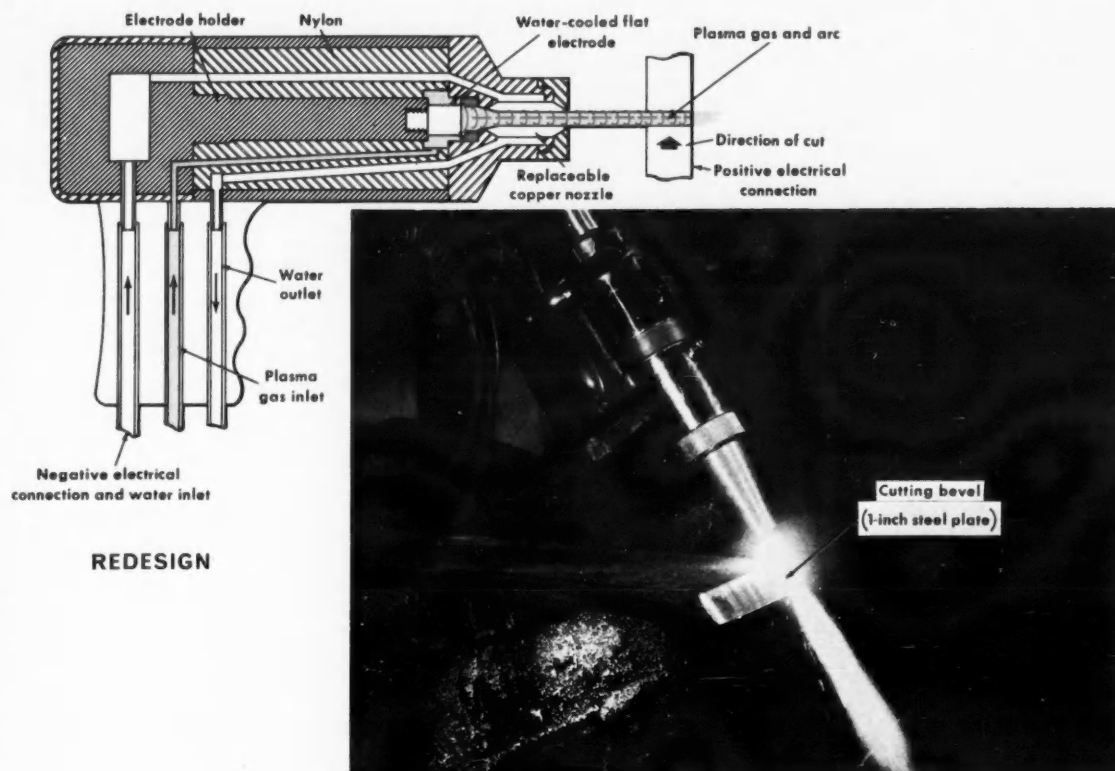 Electrode holder
Nylon
Water-cooled flat
electrode
Plasma gas and arc
Direction of cut
Positive electrical
connection
Replaceable
copper nozzle
Water
outlet
Plasma
gas inlet
Negative electrical
connection and water inlet
REDESIGN
Cutting bevel
(1-inch steel plate)